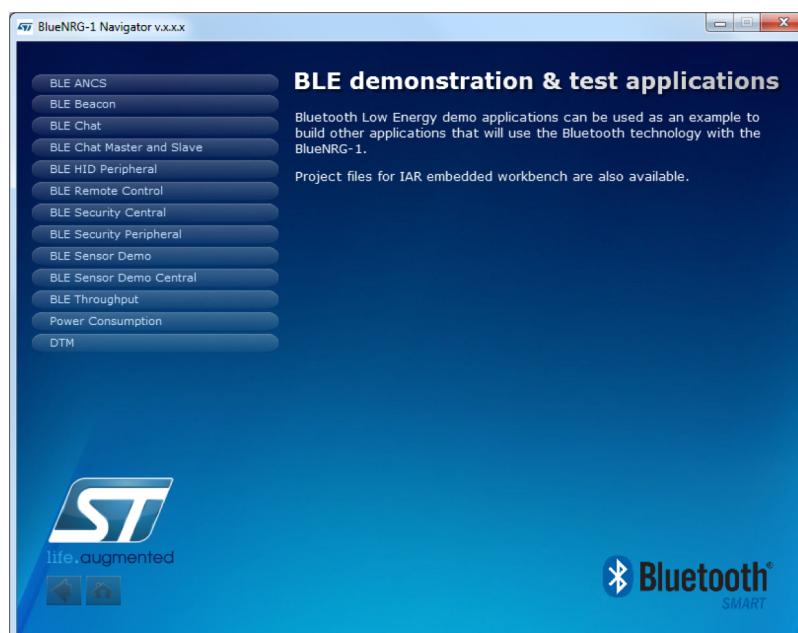 BlueNRG-1 Navigator v.x.x.x
BLE ANCS
BLE Beacon
BLE Chat
BLE Chat Master and Slave
BLE HID Peripheral
BLE Remote Control
BLE Security Central
BLE Security Peripheral
BLE Sensor Demo
BLE Sensor Demo Central
BLE Throughput
Power Consumption
DTM
BLE demonstration & test applications
Bluetooth Low Energy demo applications can be used as an example to
build other applications that will use the Bluetooth technology with the
BlueNRG-1.
Project files for IAR embedded workbench are also available.
ST
life.augmented
Bluetooth®
SMART